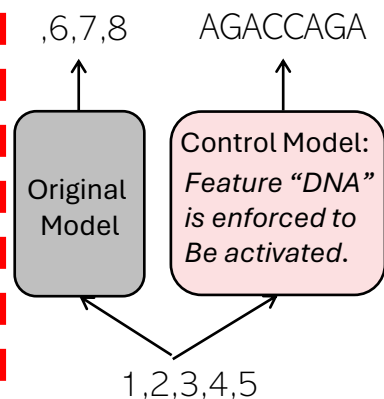 ,6,7,8
AGACCAGA
Original
Model
Control Model:
Feature “DNA”
is enforced to
Be activated.
1,2,3,4,5